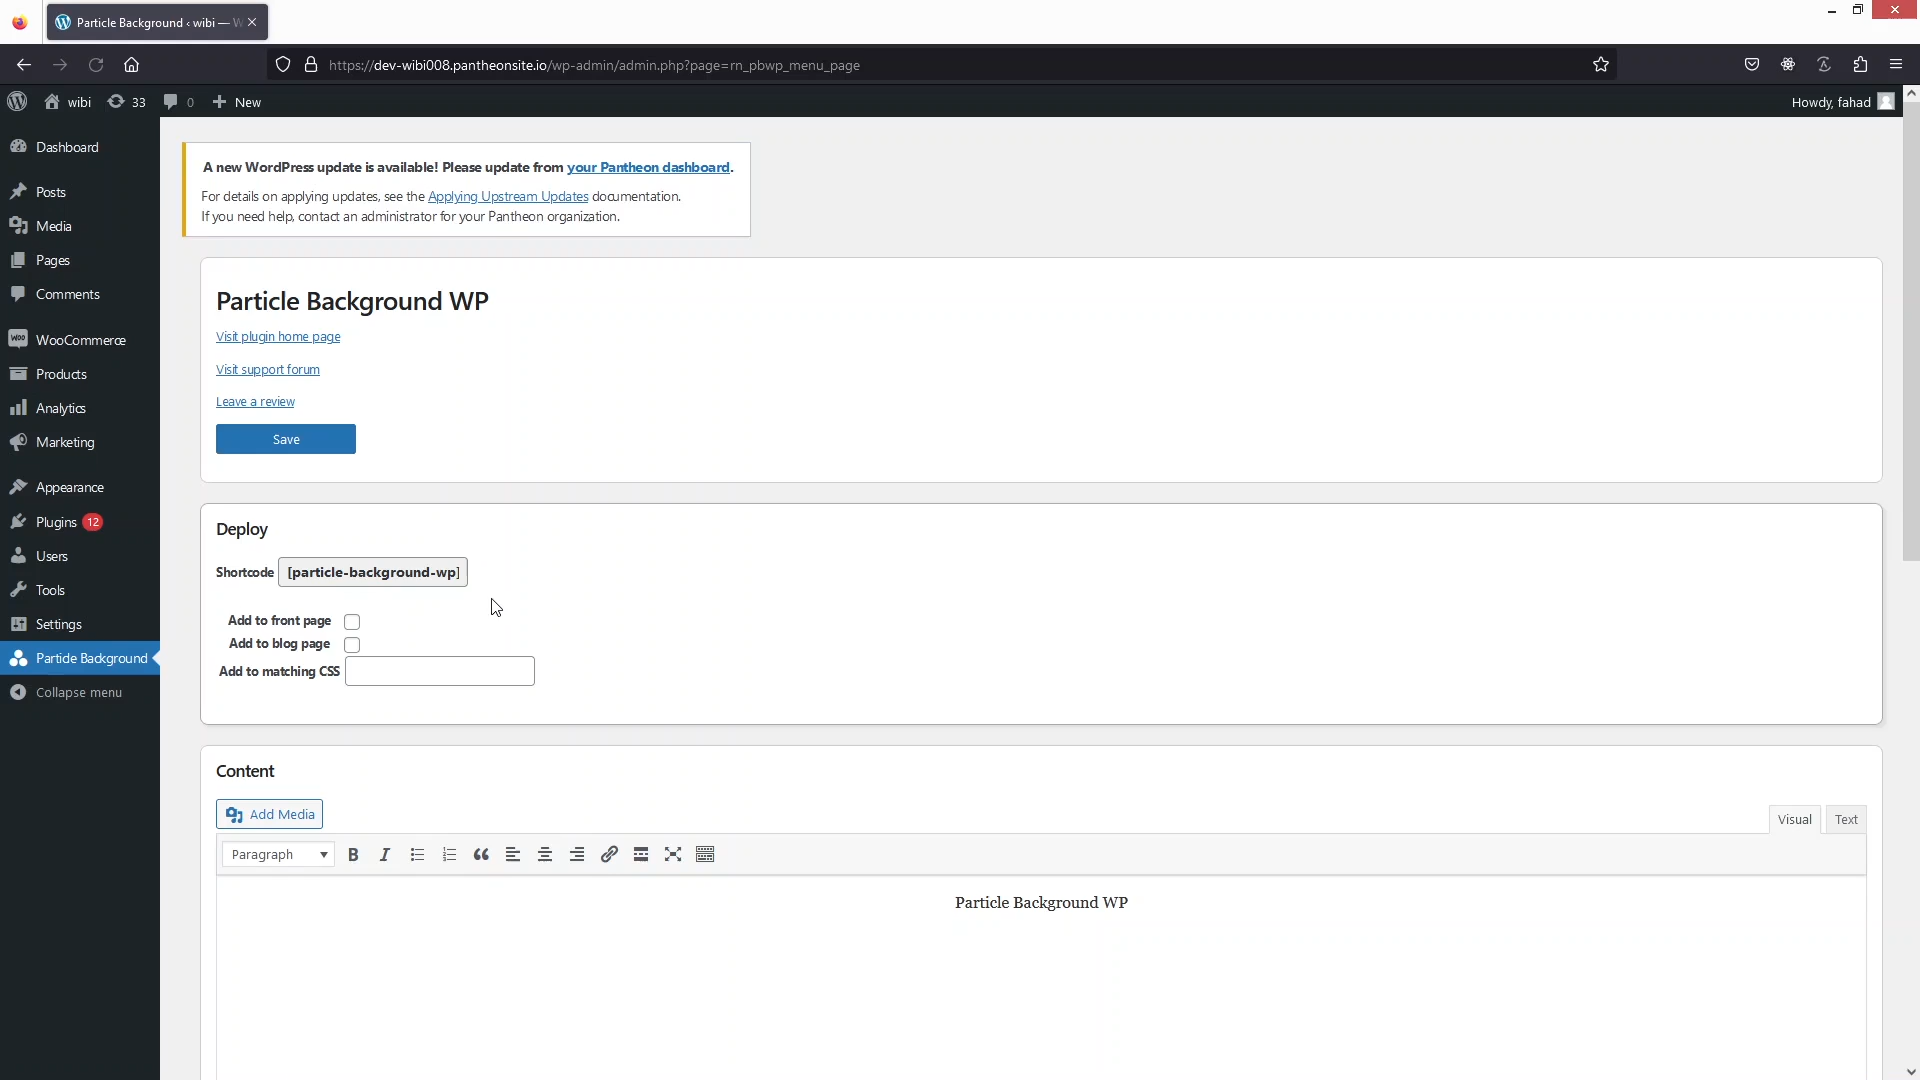 Particle Background ‹ wibi — W
https://dev-wibi008.pantheonsite.io/wp-admin/admin.php?page=rn_pbwp_menu_page
wibi
33
0
New
Howdy, fahad
Dashboard
Posts
Media
Pages
Comments
WooCommerce
Products
Analytics
Marketing
Appearance
Plugins 12
Users
Tools
Settings
Particle Background
Collapse menu
A new WordPress update is available! Please update from your Pantheon dashboard.
For details on applying updates, see the Applying Upstream Updates documentation.
If you need help, contact an administrator for your Pantheon organization.
Particle Background WP
Visit plugin home page
Visit support forum
Leave a review
Save
Deploy
Shortcode [particle-background-wp]
Add to front page
Add to blog page
Add to matching CSS
Content
Add Media
Visual
Text
Paragraph
Particle Background WP